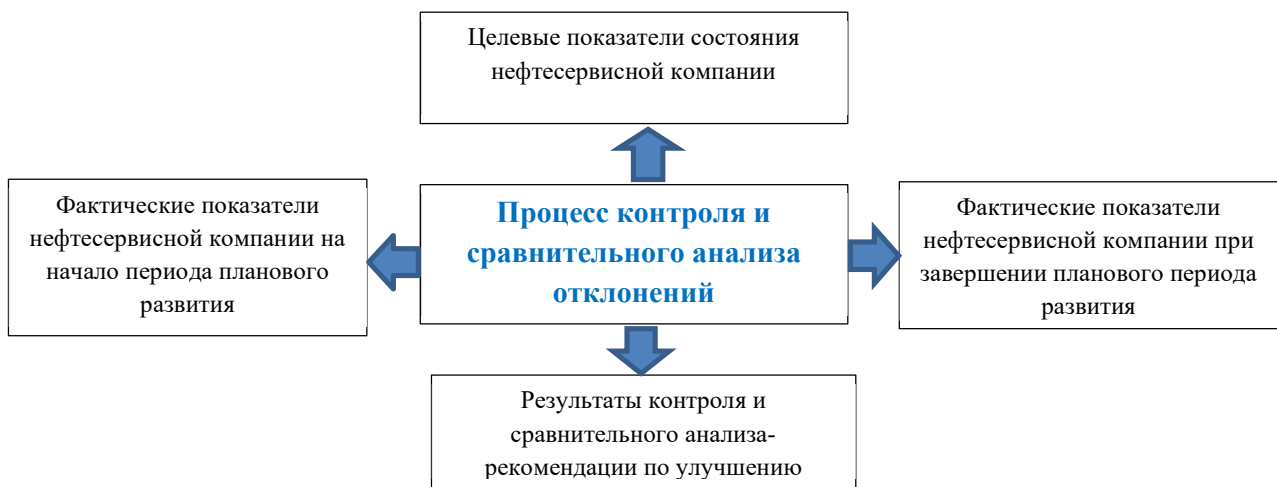 Целевые показатели состояния
нефтесервисной компании
Фактические показатели
нефтесервисной компании на
начало периода планового
развития
Процесс контроля и
сравнительного анализа
отклонений
Фактические показатели
нефтесервисной компании при
завершении планового периода
развития
Результаты контроля и
сравнительного анализа-
рекомендации по улучшению